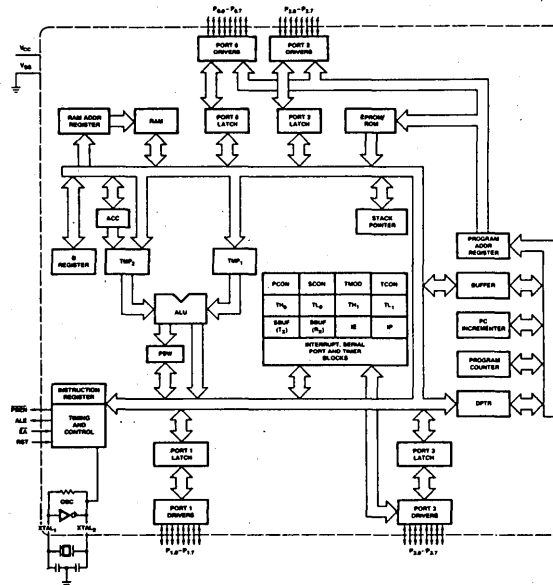 P0.0-P0.7
P2.0-P2.7
VCC
VSS
PORT 0 DRIVERS
PORT 2 DRIVERS
RAM ADDR REGISTER
RAM
PORT 0 LATCH
PORT 2 LATCH
EPROM/ ROM
ACC
STACK POINTER
B REGISTER
TMP2
TMP1
PROGRAM ADDR REGISTER
PCON SCON TMOD TCON
TH0 TL0 TH1 TL1
SBUF (TX) SBUF (RX) IE IP
INTERRUPT, SERIAL PORT AND TIMER BLOCKS
BUFFER
ALU
PC INCREMENTER
PSW
PROGRAM COUNTER
INSTRUCTION REGISTER
DPTR
PSEN
ALE
EA
RST
TIMING AND CONTROL
PORT 1 LATCH
PORT 3 LATCH
OSC
XTAL1
XTAL2
PORT 1 DRIVERS
PORT 3 DRIVERS
P1.0-P1.7
P3.0-P3.7